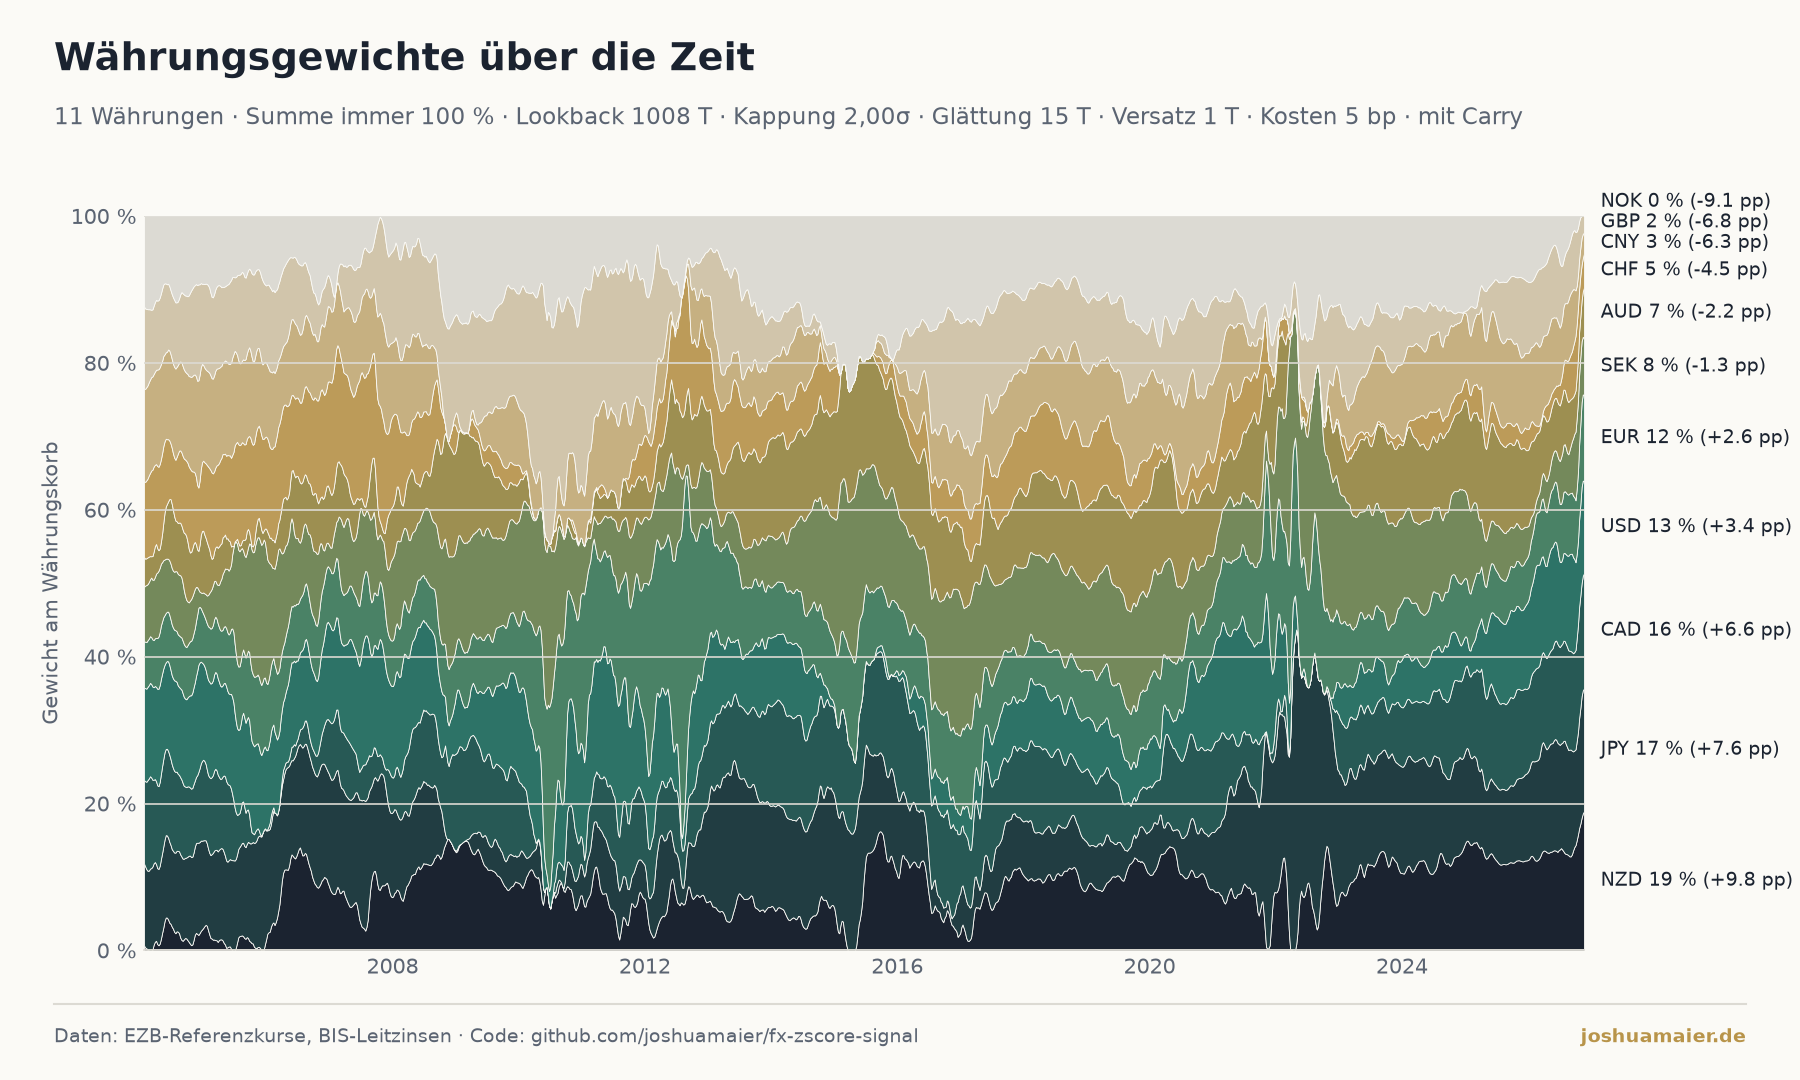 Währungsgewichte über die Zeit
11 Währungen · Summe immer 100 % · Lookback 1008 T · Kappung 2,00σ · Glättung 15 T · Versatz 1 T · Kosten 5 bp · mit Carry
Gewicht am Währungskorb
100 %
80 %
60 %
40 %
20 %
0 %
2008
2012
2016
2020
2024
NOK 0 % (-9.1 pp)
GBP 2 % (-6.8 pp)
CNY 3 % (-6.3 pp)
CHF 5 % (-4.5 pp)
AUD 7 % (-2.2 pp)
SEK 8 % (-1.3 pp)
EUR 12 % (+2.6 pp)
USD 13 % (+3.4 pp)
CAD 16 % (+6.6 pp)
JPY 17 % (+7.6 pp)
NZD 19 % (+9.8 pp)
Daten: EZB-Referenzkurse, BIS-Leitzinsen · Code: github.com/joshuamaier/fx-zscore-signal
joshuamaier.de